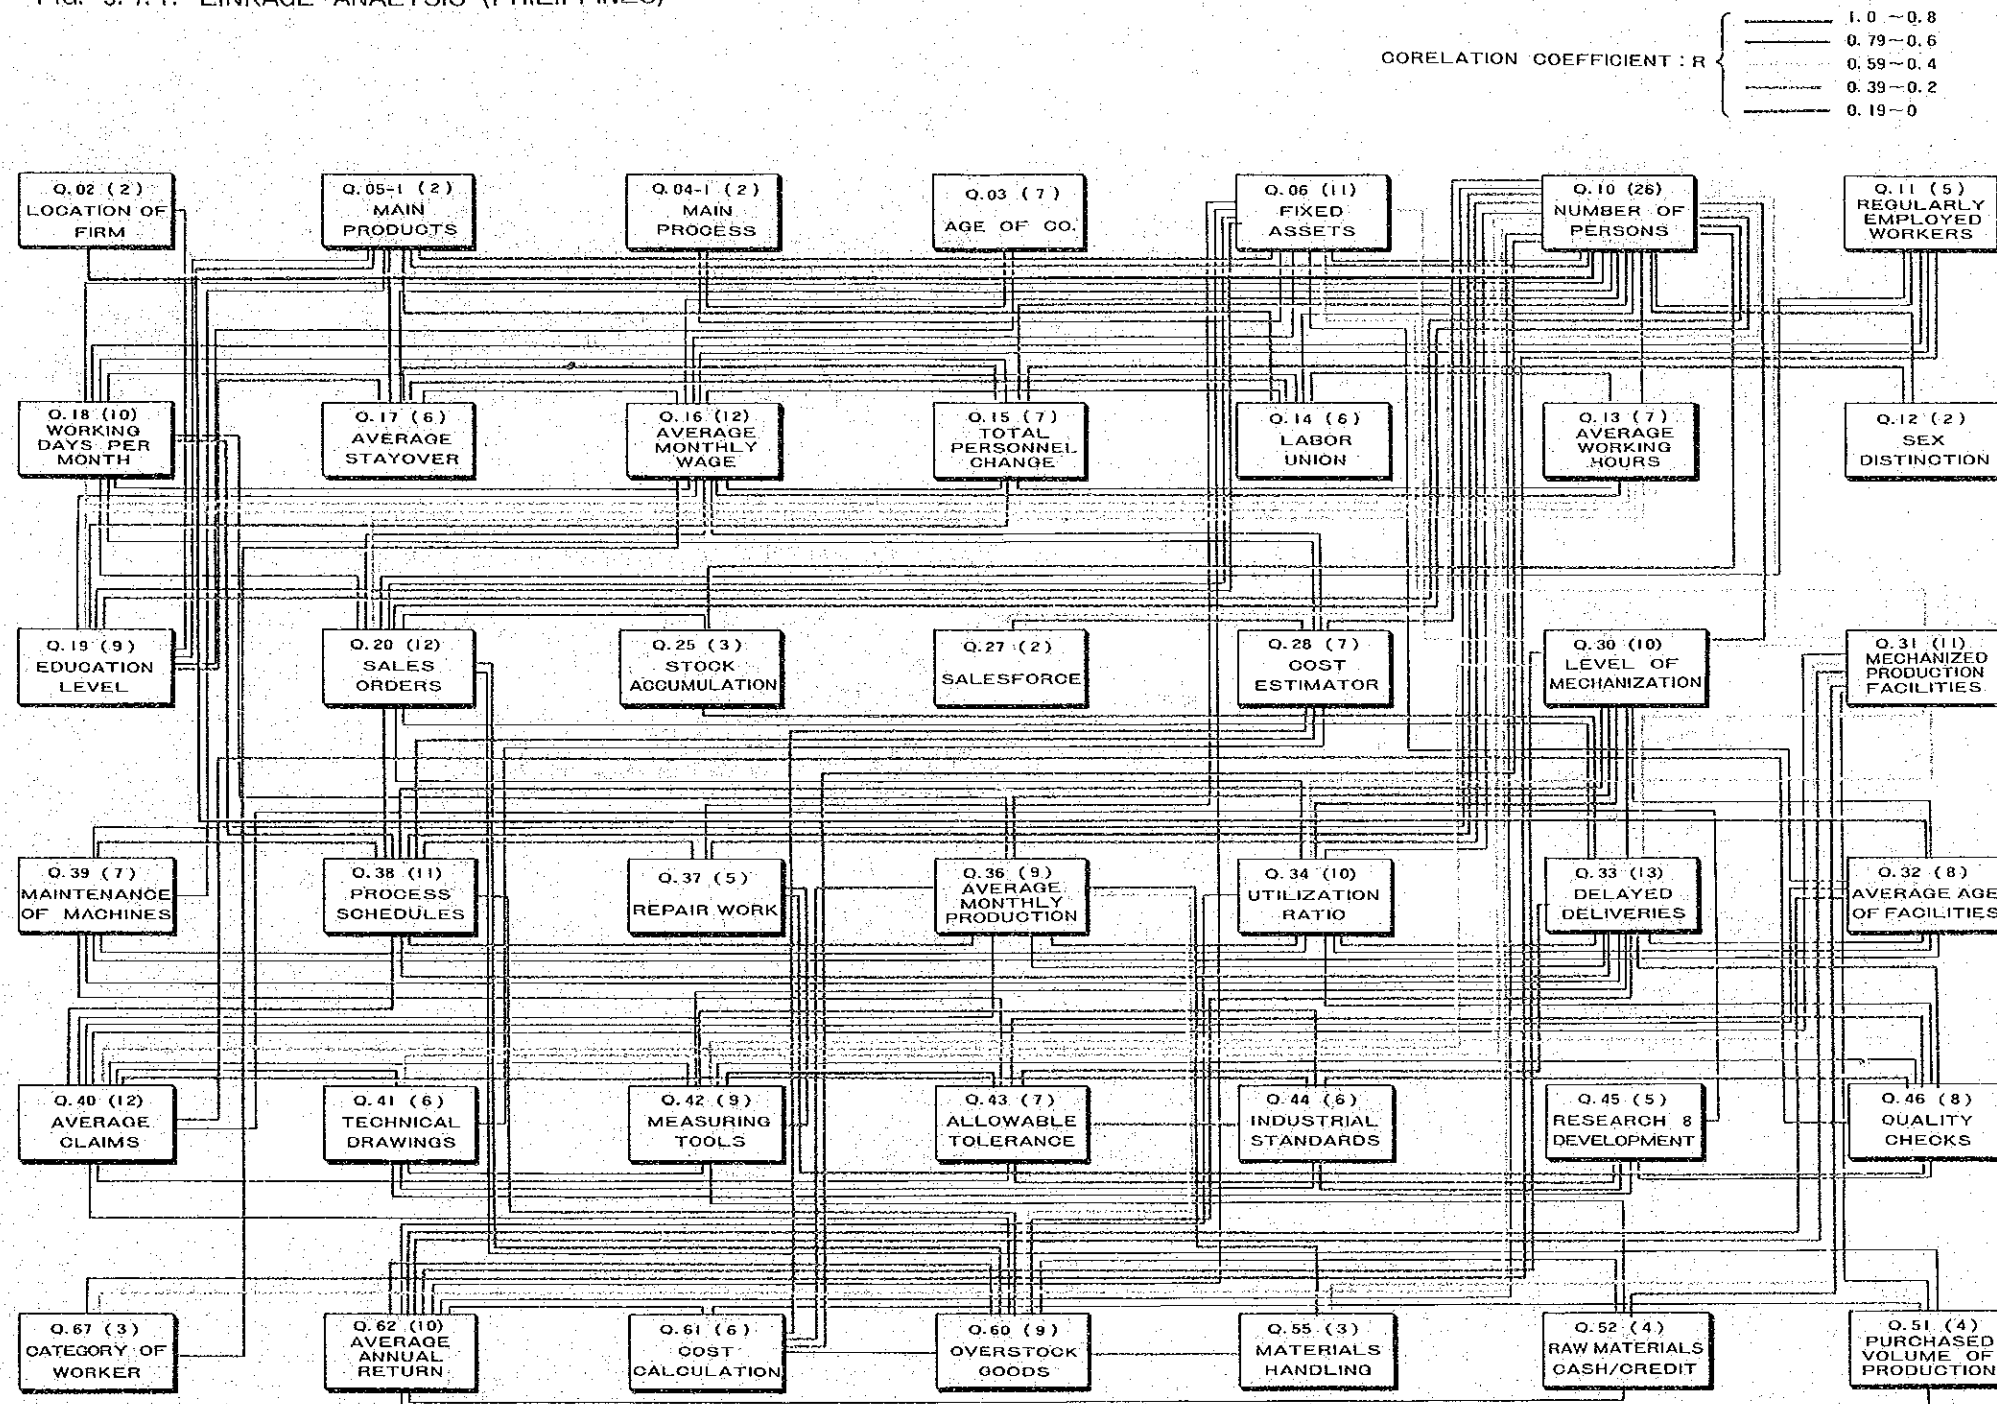 FIG. 3.7.1. LINKAGE ANALYSIS (PHILIPPINES)
CORELATION COEFFICIENT : R
1.0 ~0.8
0.79~0.6
0.59~0.4
0.39~0.2
0.19~0
Q.02 (2)
LOCATION OF
FIRM
Q.05-1 (2)
MAIN
PRODUCTS
Q.04-1 (2)
MAIN
PROCESS
Q.03 (7)
AGE OF CO.
Q.06 (11)
FIXED
ASSETS
Q.10 (26)
NUMBER OF
PERSONS
Q.11 (5)
REGULARLY
EMPLOYED
WORKERS
Q.18 (10)
WORKING
DAYS PER
MONTH
Q.17 (6)
AVERAGE
STAYOVER
Q.16 (12)
AVERAGE
MONTHLY
WAGE
Q.15 (7)
TOTAL
PERSONNEL
CHANGE
Q.14 (6)
LABOR
UNION
Q.13 (7)
AVERAGE
WORKING
HOURS
Q.12 (2)
SEX
DISTINCTION
Q.19 (9)
EDUCATION
LEVEL
Q.20 (12)
SALES
ORDERS
Q.25 (3)
STOCK
ACCUMULATION
Q.27 (2)
SALESFORCE
Q.28 (7)
COST
ESTIMATOR
Q.30 (10)
LEVEL OF
MECHANIZATION
Q.31 (11)
MECHANIZED
PRODUCTION
FACILITIES
Q.39 (7)
MAINTENANCE
OF MACHINES
Q.38 (11)
PROCESS
SCHEDULES
Q.37 (5)
REPAIR WORK
Q.36 (9)
AVERAGE
MONTHLY
PRODUCTION
Q.34 (10)
UTILIZATION
RATIO
Q.33 (13)
DELAYED
DELIVERIES
Q.32 (8)
AVERAGE AGE
OF FACILITIES
Q.40 (12)
AVERAGE
CLAIMS
Q.41 (6)
TECHNICAL
DRAWINGS
Q.42 (9)
MEASURING
TOOLS
Q.43 (7)
ALLOWABLE
TOLERANCE
Q.44 (6)
INDUSTRIAL
STANDARDS
Q.45 (5)
RESEARCH 8
DEVELOPMENT
Q.46 (8)
QUALITY
CHECKS
Q.67 (3)
CATEGORY OF
WORKER
Q.62 (10)
AVERAGE
ANNUAL
RETURN
Q.61 (6)
COST
CALCULATION
Q.60 (9)
OVERSTOCK
GOODS
Q.55 (3)
MATERIALS
HANDLING
Q.52 (4)
RAW MATERIALS
CASH/CREDIT
Q.51 (4)
PURCHASED
VOLUME OF
PRODUCTION